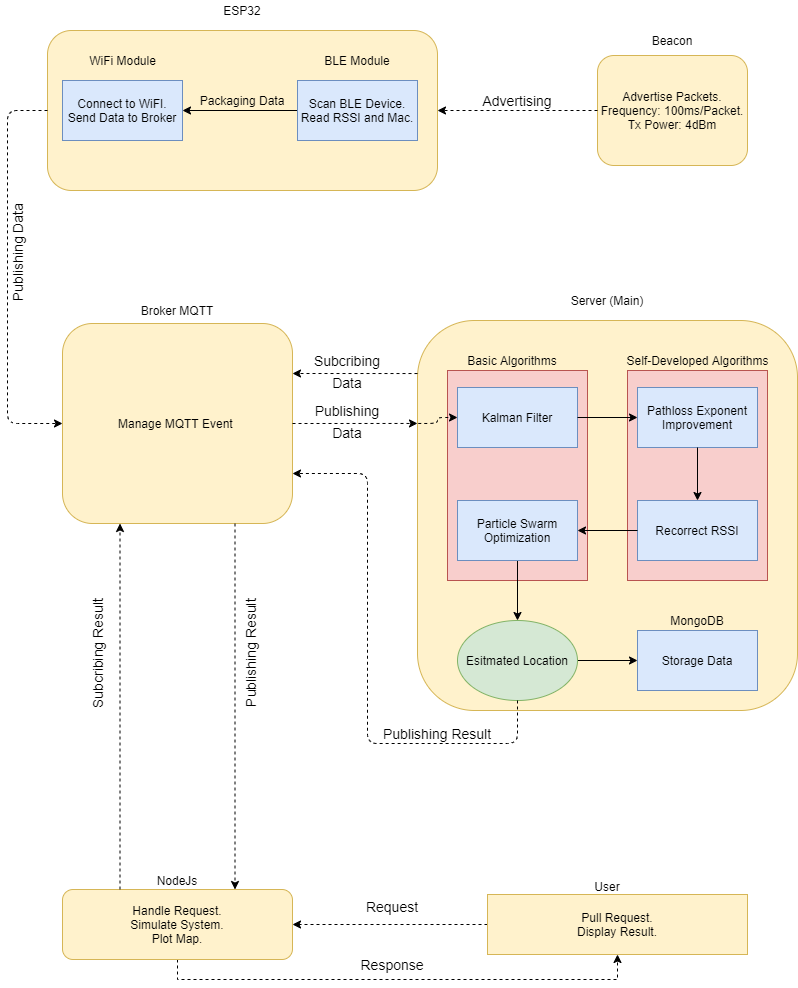 ESP32
WiFi Module
BLE Module
Beacon
Connect to WiFI.
Send Data to Broker
Packaging Data
Scan BLE Device.
Read RSSI and Mac.
Advertising
Advertise Packets.
Frequency: 100ms/Packet.
Tx Power: 4dBm
Publishing Data
Broker MQTT
Server (Main)
Manage MQTT Event
Subcribing
Data
Publishing
Data
Basic Algorithms
Self-Developed Algorithms
Kalman Filter
Pathloss Exponent
Improvement
Particle Swarm
Optimization
Recorrect RSSI
MongoDB
Esitmated Location
Storage Data
Publishing Result
Subcribing Result
Publishing Result
NodeJs
User
Handle Request.
Simulate System.
Plot Map.
Request
Pull Request.
Display Result.
Response